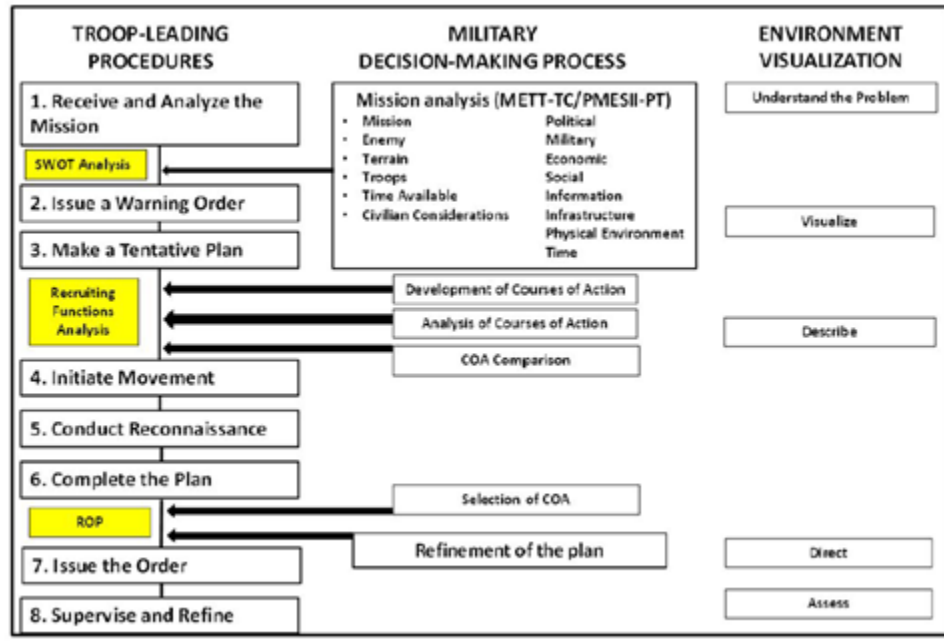 TROOP-LEADING
PROCEDURES
1. Receive and Analyze the
Mission
SWOT Analysis
2. Issue a Warning Order
3. Make a Tentative Plan
Recruiting
Functions
Analysis
4. Initiate Movement
5. Conduct Reconnaissance
6. Complete the Plan
ROP
7. Issue the Order
8. Supervise and Refine
MILITARY
DECISION-MAKING PROCESS
Mission analysis (METT-TC/PMESII-PT)
• Mission
• Enemy
• Terrain
• Troops
• Time Available
• Civilian Considerations
Political
Military
Economic
Social
Information
Infrastructure
Physical Environment
Time
Development of Courses of Action
Analysis of Courses of Action
COA Comparison
Selection of COA
Refinement of the plan
ENVIRONMENT
VISUALIZATION
Understand the Problem
Visualize
Describe
Direct
Assess